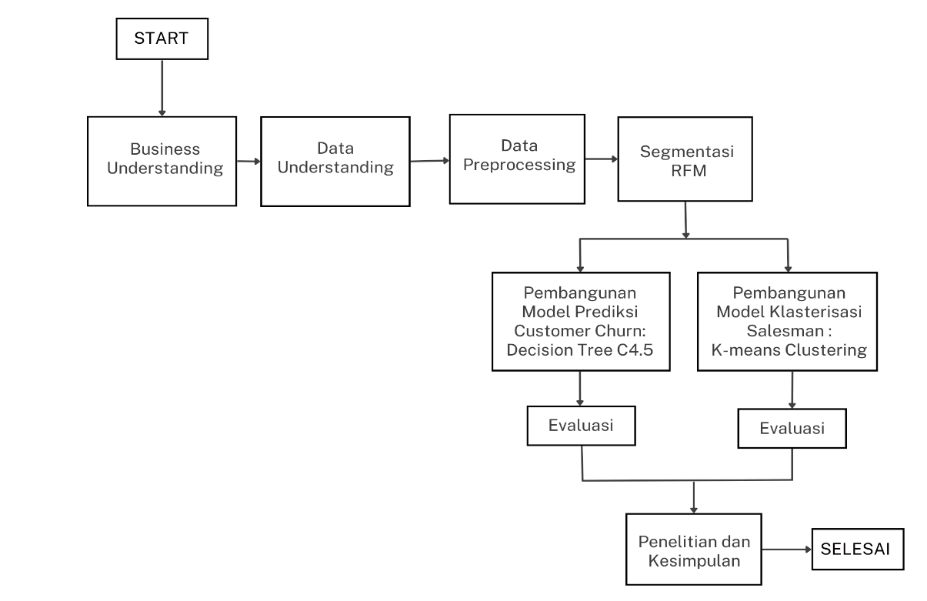 START
Business
Understanding
Data
Understanding
Data
Preprocessing
Segmentasi
RFM
Pembangunan
Model Prediksi
Customer Churn:
Decision Tree C4.5
Pembangunan
Model Klasterisasi
Salesman :
K-means Clustering
Evaluasi
Evaluasi
Penelitian dan
Kesimpulan
SELESAI